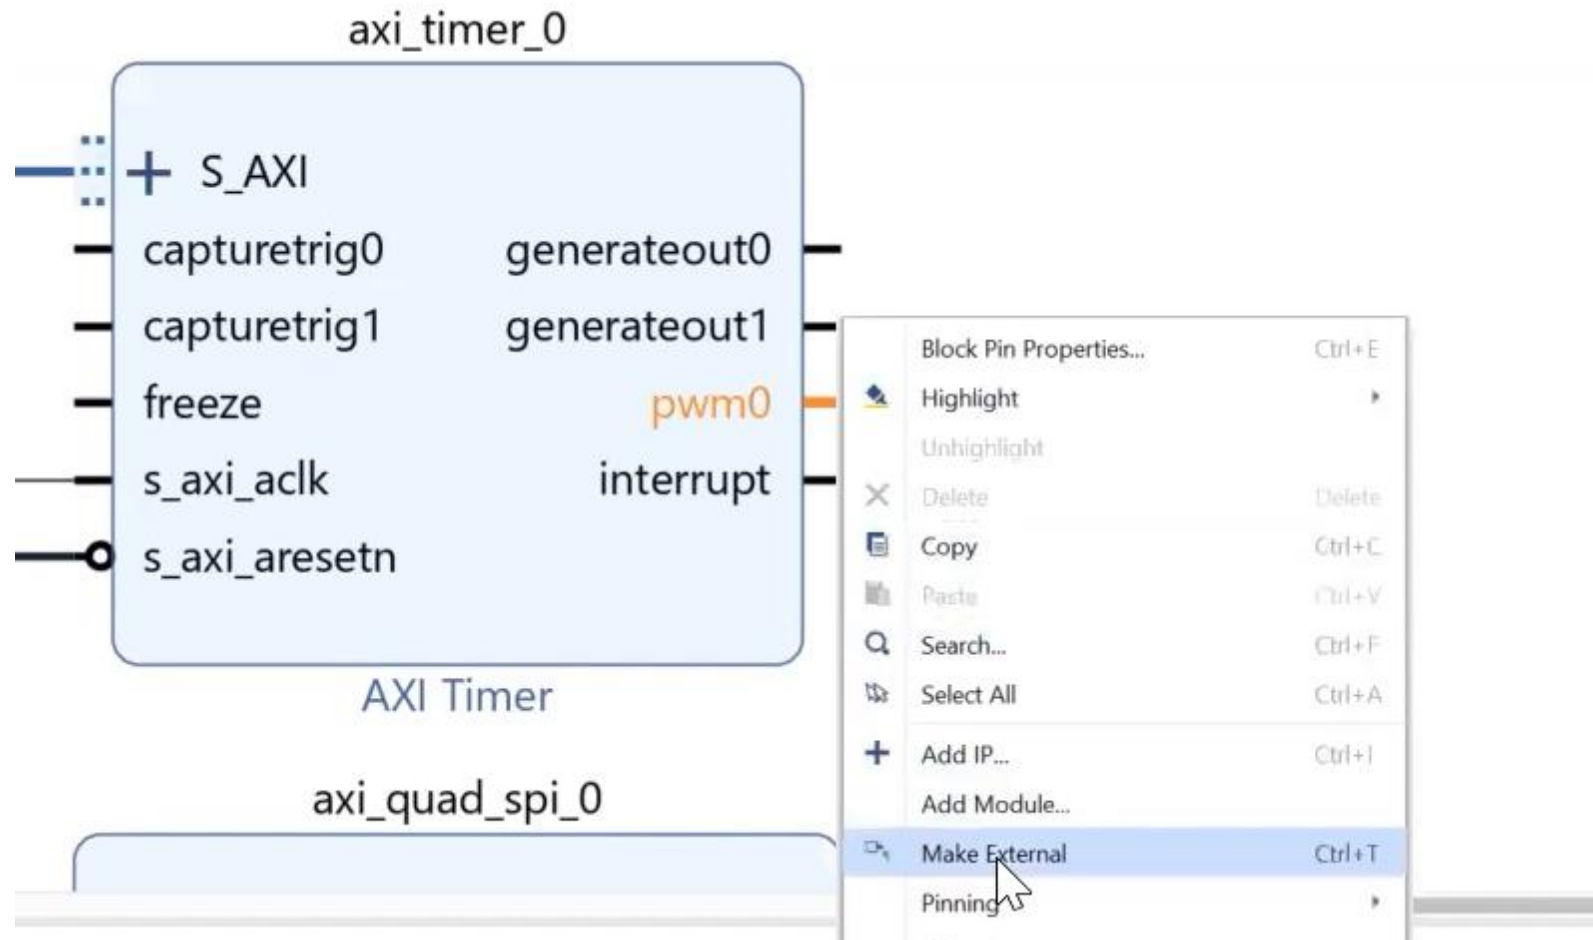 axi_timer_0
S_AXI
capturetrig0 generateout0
capturetrig1 generateout1
freeze pwm0
s_axi_aclk interrupt
s_axi_aresetn
AXI Timer
axi_quad_spi_0
Block Pin Properties... Ctrl+E
Highlight
Unhighlight
Delete Delete
Copy Ctrl+C
Paste Ctrl+V
Search... Ctrl+F
Select All Ctrl+A
Add IP... Ctrl+I
Add Module...
Make External Ctrl+T
Pinning